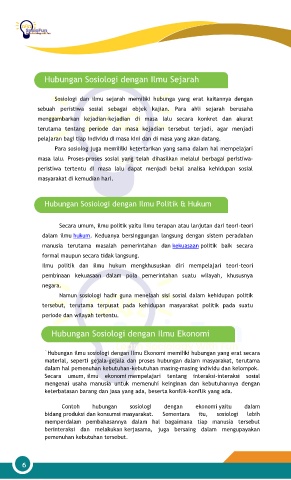 Hubungan Sosiologi dengan Ilmu Sejarah
Sosiologi dan ilmu sejarah memiliki hubunga yang erat kaitannya dengan
sebuah peristiwa sosial sebagai objek kajian. Para ahli sejarah berusaha
menggambarkan kejadian-kejadian di masa lalu secara konkret dan akurat
terutama tentang periode dan masa kejadian tersebut terjadi, agar menjadi
pelajaran bagi tiap individu di masa kini dan di masa yang akan datang.
Para sosiolog juga memiliki ketertarikan yang sama dalam hal mempelajari
masa lalu. Proses-proses sosial yang telah dihasilkan melalui berbagai peristiwa-
peristiwa tertentu di masa lalu dapat menjadi bekal analisa kehidupan sosial
masyarakat di kemudian hari.
Hubungan Sosiologi dengan Ilmu Politik & Hukum
Secara umum, ilmu politik yaitu ilmu terapan atau lanjutan dari teori-teori
dalam ilmu hukum. Keduanya bersinggungan langsung dengan sistem peradaban
manusia terutama masalah pemerintahan dan kekuasaan politik baik secara
formal maupun secara tidak langsung.
Ilmu politik dan ilmu hukum mengkhususkan diri mempelajari teori-teori
pembinaan kekuasaan dalam pola pemerintahan suatu wilayah, khususnya
negara.
Namun sosiologi hadir guna menelaah sisi sosial dalam kehidupan politik
tersebut, terutama terpusat pada kehidupan masyarakat politik pada suatu
periode dan wilayah tertentu.
Hubungan Sosiologi dengan Ilmu Ekonomi
Hubungan ilmu sosiologi dengan ilmu Ekonomi memiliki hubungan yang erat secara
material, seperti gejala-gejala dan proses hubungan dalam masyarakat, terutama
dalam hal pemenuhan kebutuhan-kebutuhan masing-masing individu dan kelompok.
Secara umum, ilmu ekonomi mempelajari tentang interaksi-interaksi sosial
mengenai usaha manusia untuk memenuhi keinginan dan kebutuhannya dengan
keterbatasan barang dan jasa yang ada, beserta konflik-konflik yang ada.
Contoh hubungan sosiologi dengan ekonomi yaitu dalam
bidang produksi dan konsumsi masyarakat. Sementara itu, sosiologi lebih
memperdalam pembahasannya dalam hal bagaimana tiap manusia tersebut
berinteraksi dan melakukan kerjasama, juga bersaing dalam mengupayakan
pemenuhan kebutuhan tersebut.
6